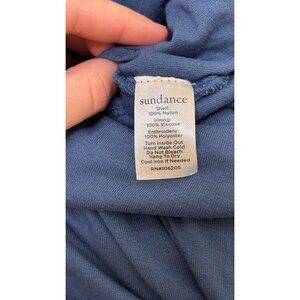 sundance
Shell:
100% Nylon
Lining:
100% Viscose
Embroidery:
100% Polyester
Turn Inside Out
Hand Wash Cold
Do Not Bleach
Hang To Dry
Cool Iron If Needed
RN#106206